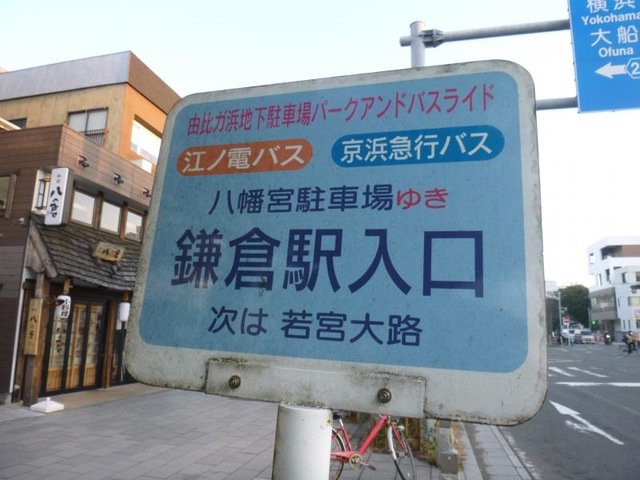 由比ガ浜地下駐車場パークアンドバスライド
江ノ電バス 京浜急行バス
八幡宮駐車場ゆき
鎌倉駅入口
次は 若宮大路
横浜
Yokohama
大船
Ofuna